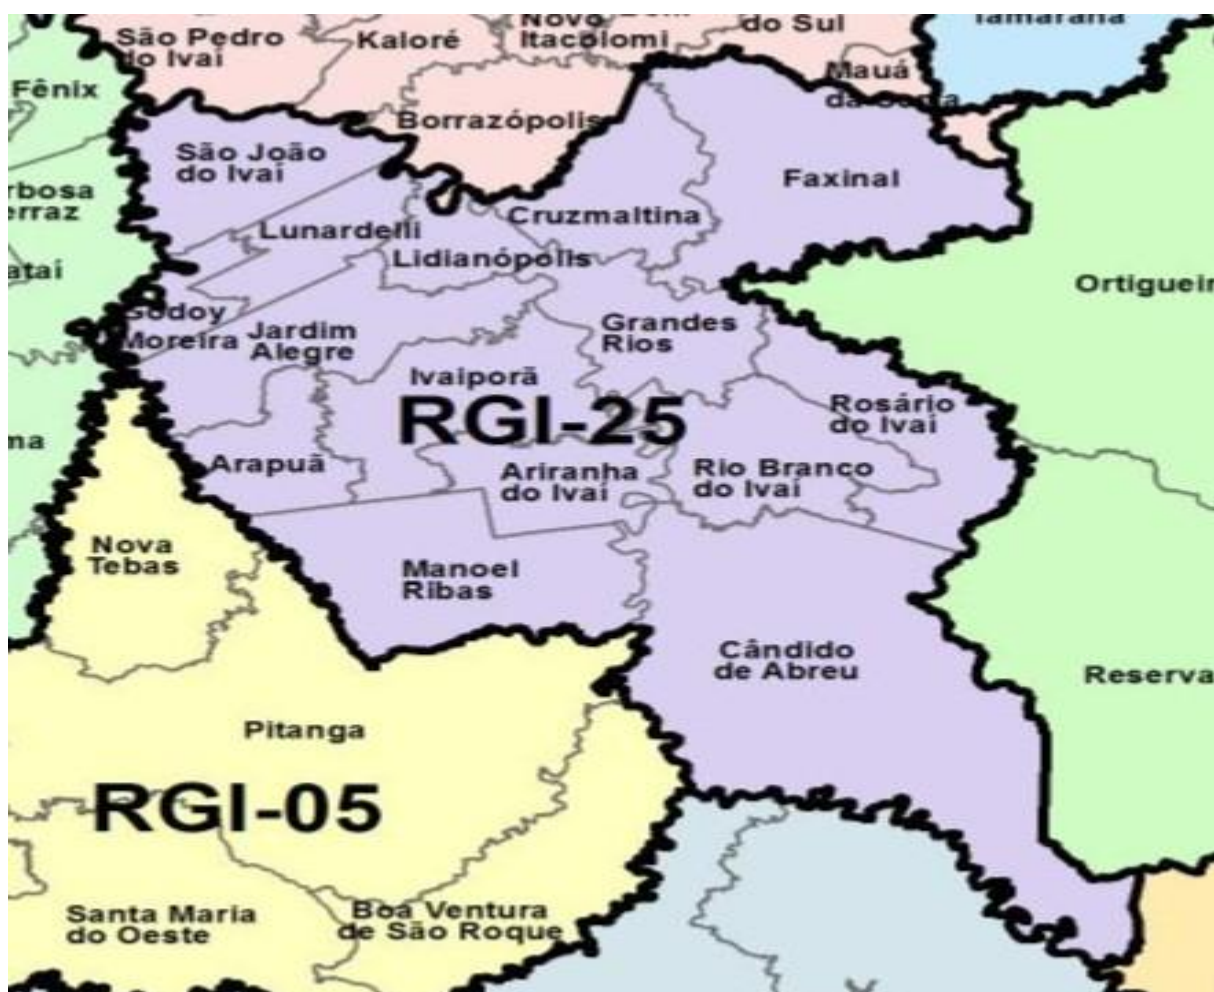 Novo
do Sul
São Pedro
do Ivaí
Kaloré
Itacolomi
Mauá
da Serra
Fênix
Borrazópolis
São João
do Ivaí
Faxinal
Cruzmaltina
Lunardelli
Lidianópolis
Ortigueir
Godoy
Moreira
Jardim
Alegre
Grandes
Rios
Ivaiporã
RGI-25
Rosário
do Ivaí
Arapuã
Ariranha
do Ivaí
Rio Branco
do Ivaí
Nova
Tebas
Manoel
Ribas
Cândido
de Abreu
Reserva
Pitanga
RGI-05
Santa Maria
do Oeste
Boa Ventura
de São Roque